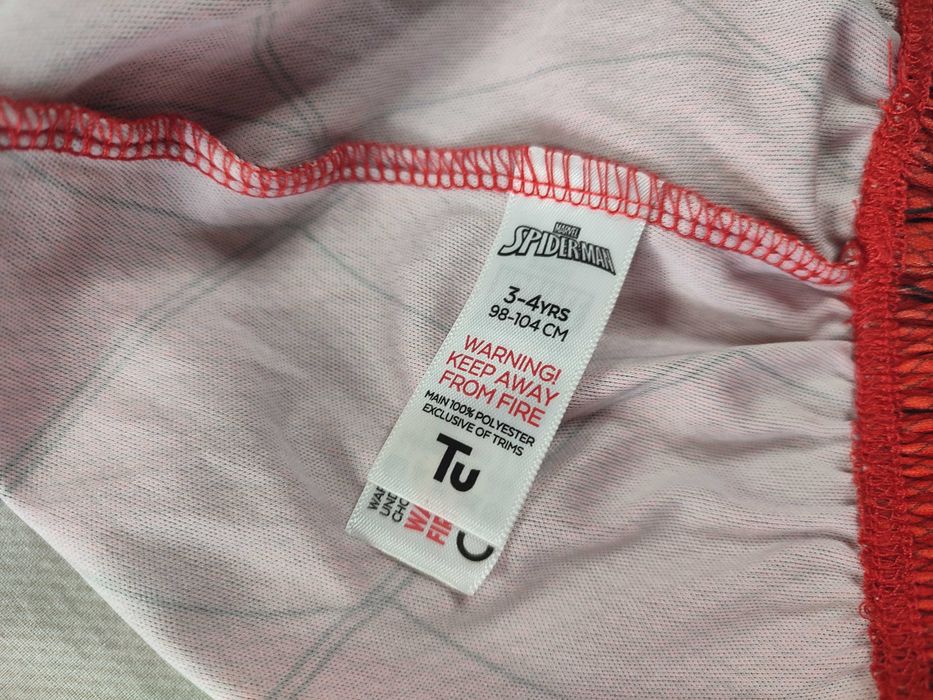 MARVEL
SPIDER-MAN
3-4YRS
98-104 CM
WARNING!
KEEP AWAY
FROM FIRE
MAIN 100% POLYESTER
EXCLUSIVE OF TRIMS
Tu